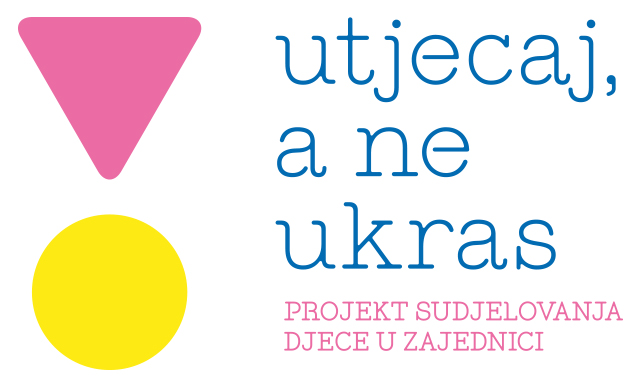 utjecaj,
a ne
ukras
PROJEKT SUDJELOVANJA
DJECE U ZAJEDNICI